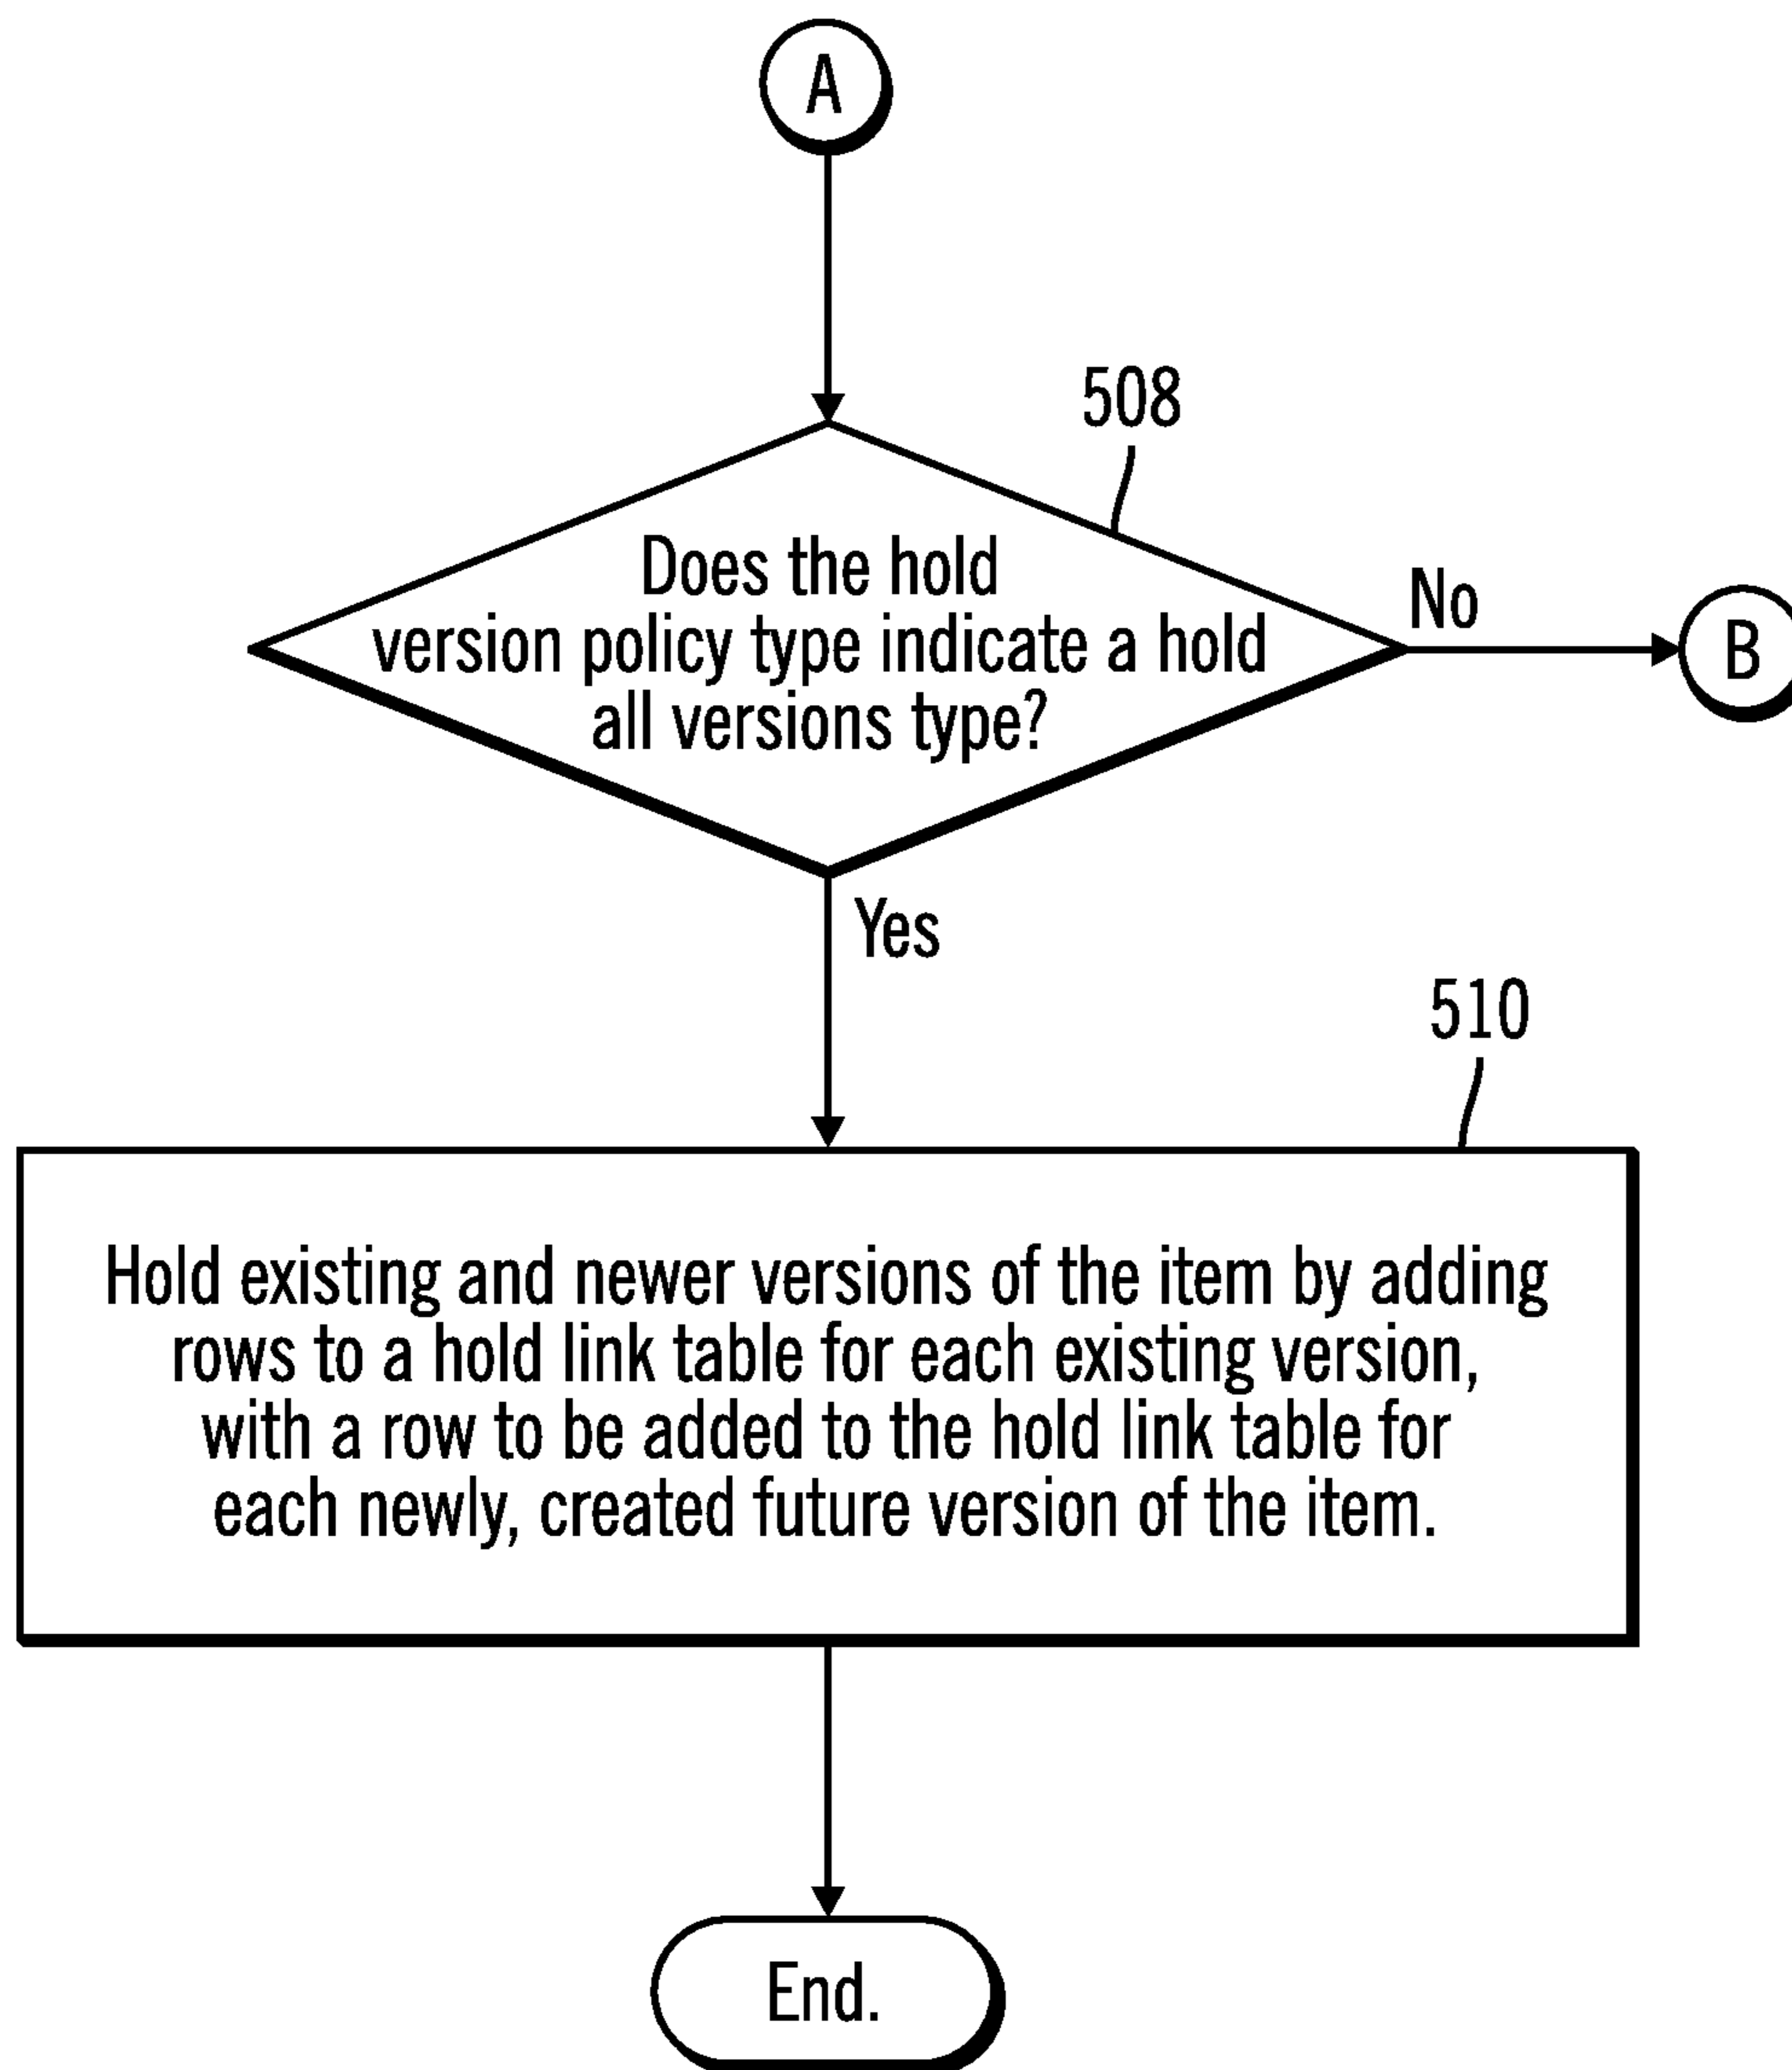 A
508
Does the hold
version policy type indicate a hold
all versions type?
No
B
Yes
510
Hold existing and newer versions of the item by adding
rows to a hold link table for each existing version,
with a row to be added to the hold link table for
each newly, created future version of the item.
End.